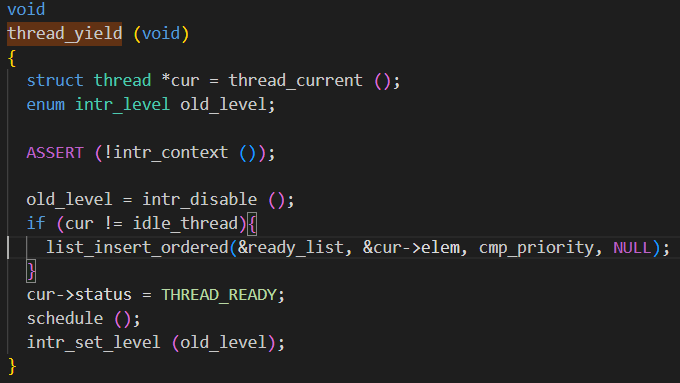 void
thread_yield (void)
{
  struct thread *cur = thread_current ();
  enum intr_level old_level;

  ASSERT (!intr_context ());

  old_level = intr_disable ();
  if (cur != idle_thread){
    list_insert_ordered(&ready_list, &cur->elem, cmp_priority, NULL);
  }
  cur->status = THREAD_READY;
  schedule ();
  intr_set_level (old_level);
}